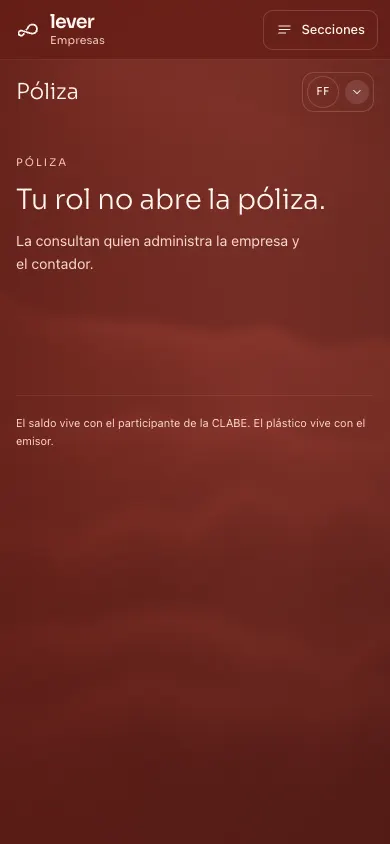 lever
Empresas
Secciones
Póliza
FF
PÓLIZA
Tu rol no abre la póliza.
La consultan quien administra la empresa y
el contador.
El saldo vive con el participante de la CLABE. El plástico vive con el
emisor.